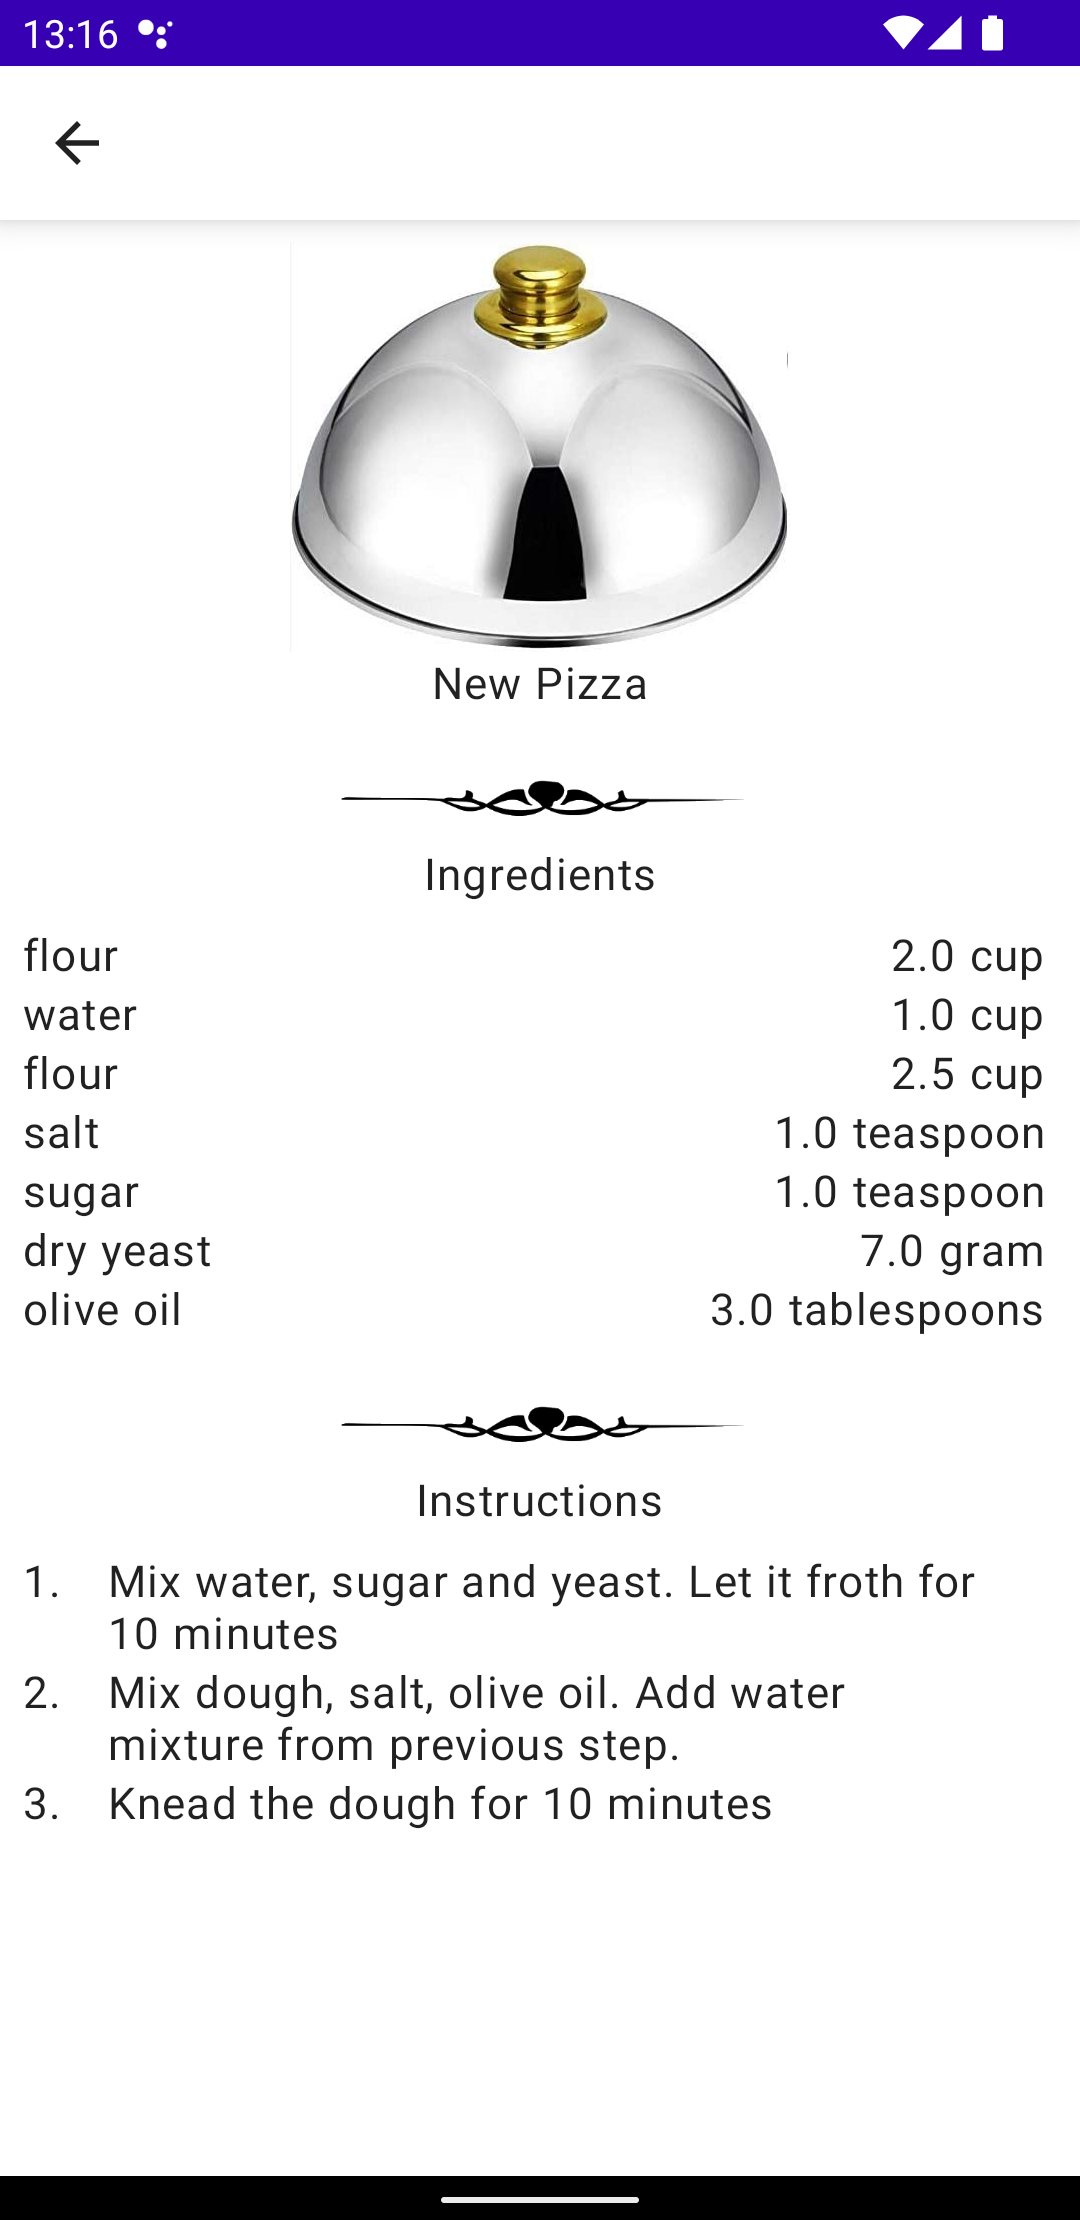 13:16
New Pizza
Ingredients
flour 2.0 cup
water 1.0 cup
flour 2.5 cup
salt 1.0 teaspoon
sugar 1.0 teaspoon
dry yeast 7.0 gram
olive oil 3.0 tablespoons
Instructions
1. Mix water, sugar and yeast. Let it froth for
10 minutes
2. Mix dough, salt, olive oil. Add water
mixture from previous step.
3. Knead the dough for 10 minutes